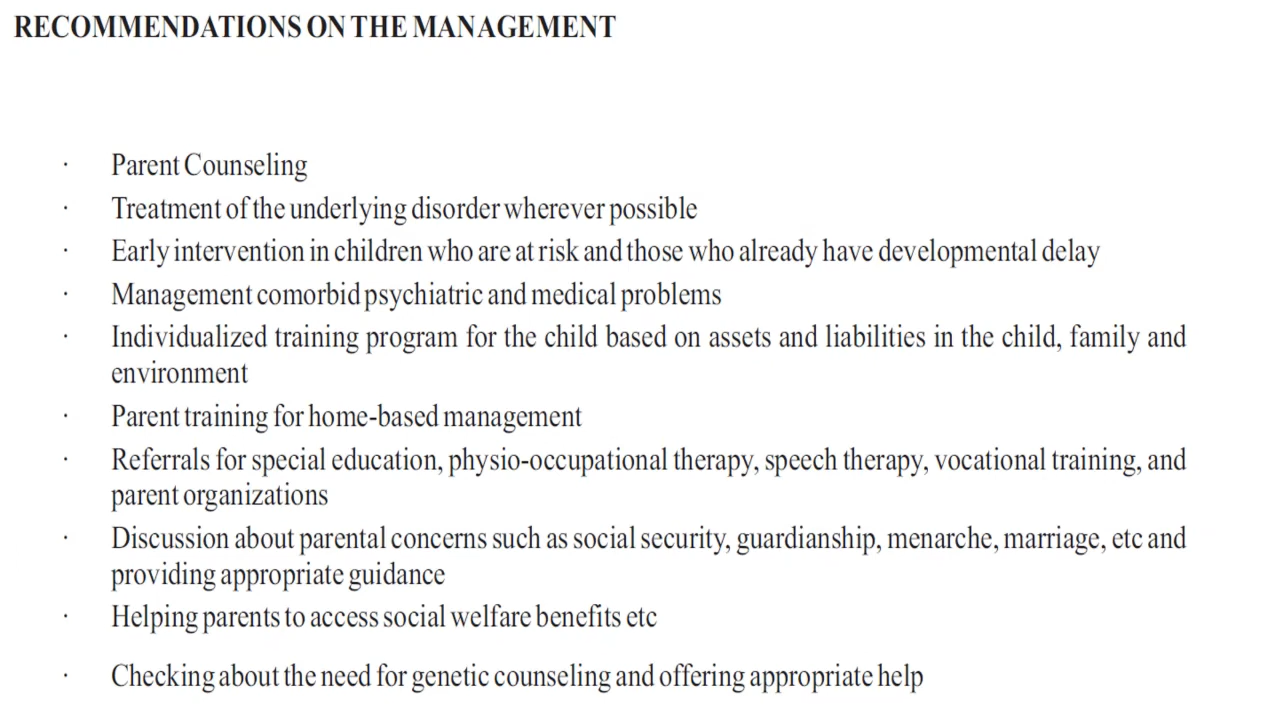 RECOMMENDATIONS ON THE MANAGEMENT
· Parent Counseling
· Treatment of the underlying disorder wherever possible
· Early intervention in children who are at risk and those who already have developmental delay
· Management comorbid psychiatric and medical problems
· Individualized training program for the child based on assets and liabilities in the child, family and
environment
· Parent training for home-based management
· Referrals for special education, physio-occupational therapy, speech therapy, vocational training, and
parent organizations
· Discussion about parental concerns such as social security, guardianship, menarche, marriage, etc and
providing appropriate guidance
· Helping parents to access social welfare benefits etc
· Checking about the need for genetic counseling and offering appropriate help